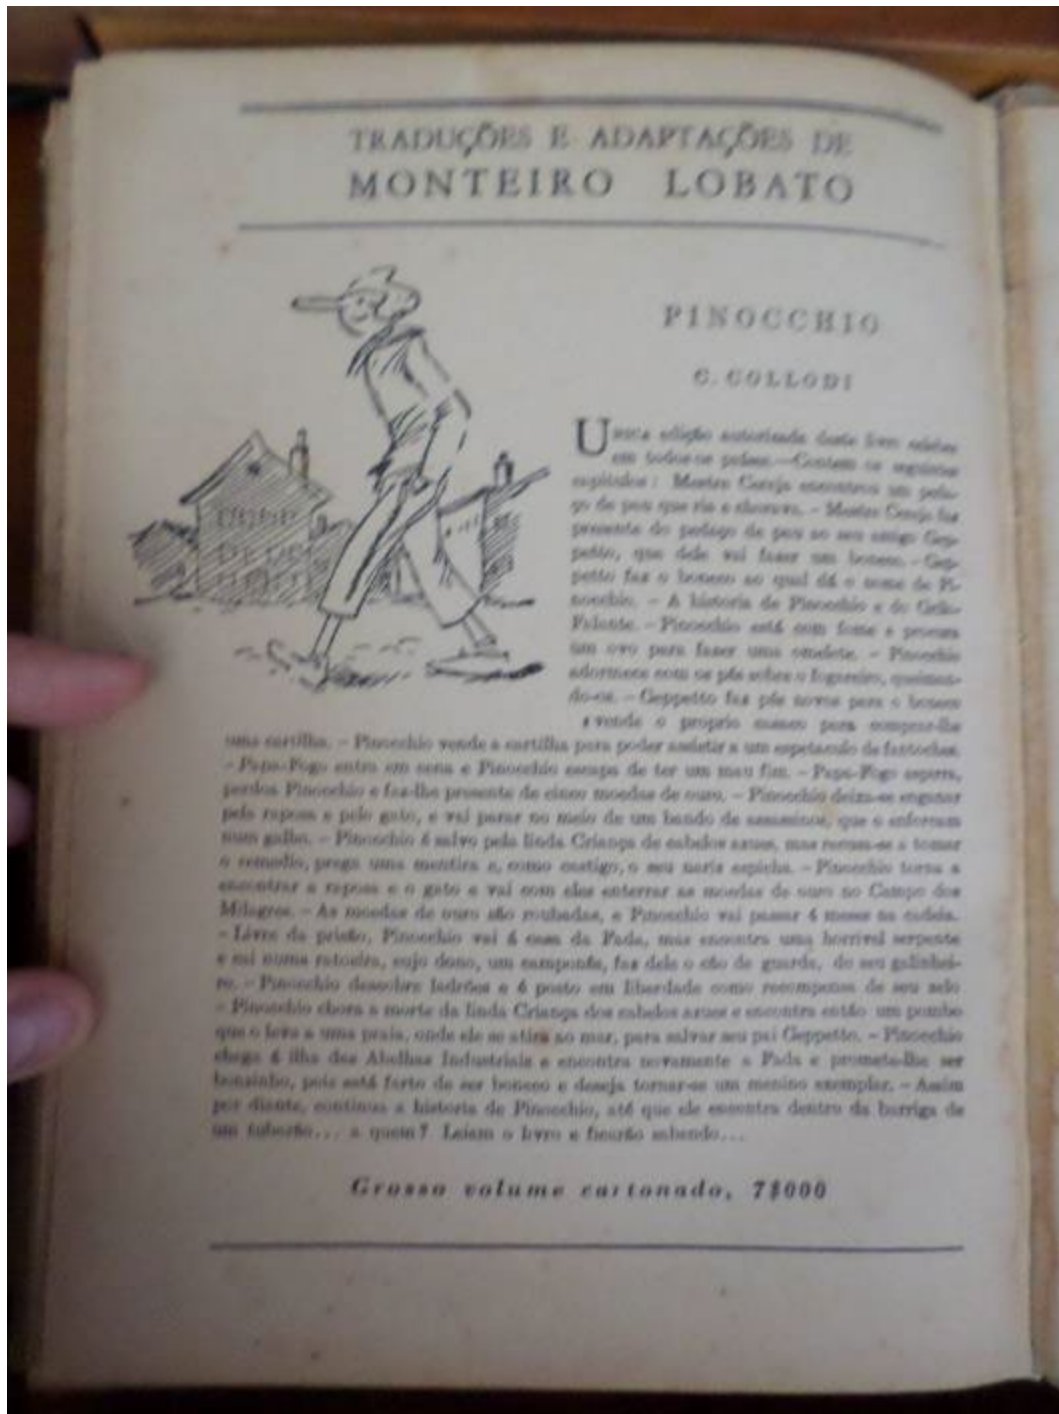 TRADUÇÕES E ADAPTAÇÕES DE
MONTEIRO LOBATO
PINOCCHIO
C. COLLODI
UNICA edição autorizada deste livro celebre
em todos os paises.—Contem os seguintes
capitulos: Mestre Cereja encontrou um peda-
ço de pau que ria e chorava. – Mestre Cereja faz
presente do pedaço de pau ao seu amigo Gep-
petto, que dele vai fazer um boneco. – Gep-
petto faz o boneco ao qual dá o nome de Pi-
nocchio. – A historia de Pinocchio e do Grilo-
Falante. – Pinocchio está com fome e procura
um ovo para fazer uma omelete. – Pinocchio
adormece com os pés sobre o fogareiro, queiman-
do-os. – Geppetto faz pés novos para o boneco
e vende o proprio casaco para comprar-lhe
uma cartilha. – Pinocchio vende a cartilha para poder assistir a um espetaculo de fantoches.
– Papa-Fogo entra em cena e Pinocchio escapa de ter um mau fim. – Papa-Fogo espirra,
perdoa Pinocchio e faz-lhe presente de cinco moedas de ouro. – Pinocchio deixa-se enganar
pela raposa e pelo gato, e vai parar no meio de um bando de assassinos, que o enforcam
num galho. – Pinocchio é salvo pela linda Criança de cabelos azues, mas recusa-se a tomar
o remedio, prega uma mentira e, como castigo, o seu nariz espicha. – Pinocchio torna a
encontrar a raposa e o gato e vai com eles enterrar as moedas de ouro no Campo dos
Milagres. – As moedas de ouro são roubadas, e Pinocchio vai passar 4 meses na cadeia.
– Livre da prisão, Pinocchio vai á casa da Fada, mas encontra uma horrivel serpente
e cai numa ratoeira, cujo dono, um camponês, faz dele o cão de guarda, do seu galinhei-
ro. – Pinocchio descobre ladrões e é posto em liberdade como recompensa de seu zelo
– Pinocchio chora a morte da linda Criança dos cabelos azues e encontra então um pombo
que o leva a uma praia, onde ele se atira ao mar, para salvar seu pai Geppetto. – Pinocchio
chega á ilha das Abelhas Industriais e encontra novamente a Fada e promete-lhe ser
bonzinho, pois está farto de ser boneco e deseja tornar-se um menino exemplar. – Assim
por diante, continua a historia de Pinocchio, até que ele encontra dentro da barriga de
um tubarão... a quem? Leiam o livro e ficarão sabendo...
Grosso volume cartonado, 7$000